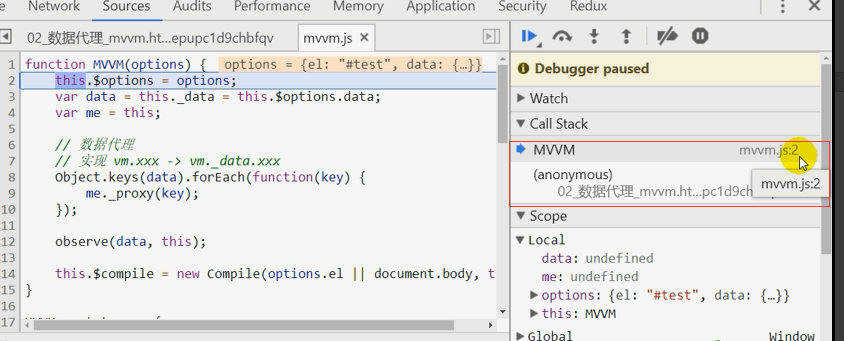 Network Sources Audits Performance Memory Application Security Redux
02_数据代理_mvvm.ht…epupc1d9chbfqv mvvm.js ×
1 function MVVM(options) { options = {el: "#test", data: {…}}
2 this.$options = options;
3 var data = this._data = this.$options.data;
4 var me = this;
5
6 // 数据代理
7 // 实现 vm.xxx -> vm._data.xxx
8 Object.keys(data).forEach(function(key) {
9 me._proxy(key);
10 });
11
12 observe(data, this);
13
14 this.$compile = new Compile(options.el || document.body, t
15 }
16
17
Debugger paused
Watch
Call Stack
MVVM mvvm.js:2
(anonymous)
02_数据代理_mvvm.ht…pc1d9ch
mvvm.js:2
Scope
Local
data: undefined
me: undefined
options: {el: "#test", data: {…}}
this: MVVM
Global Window